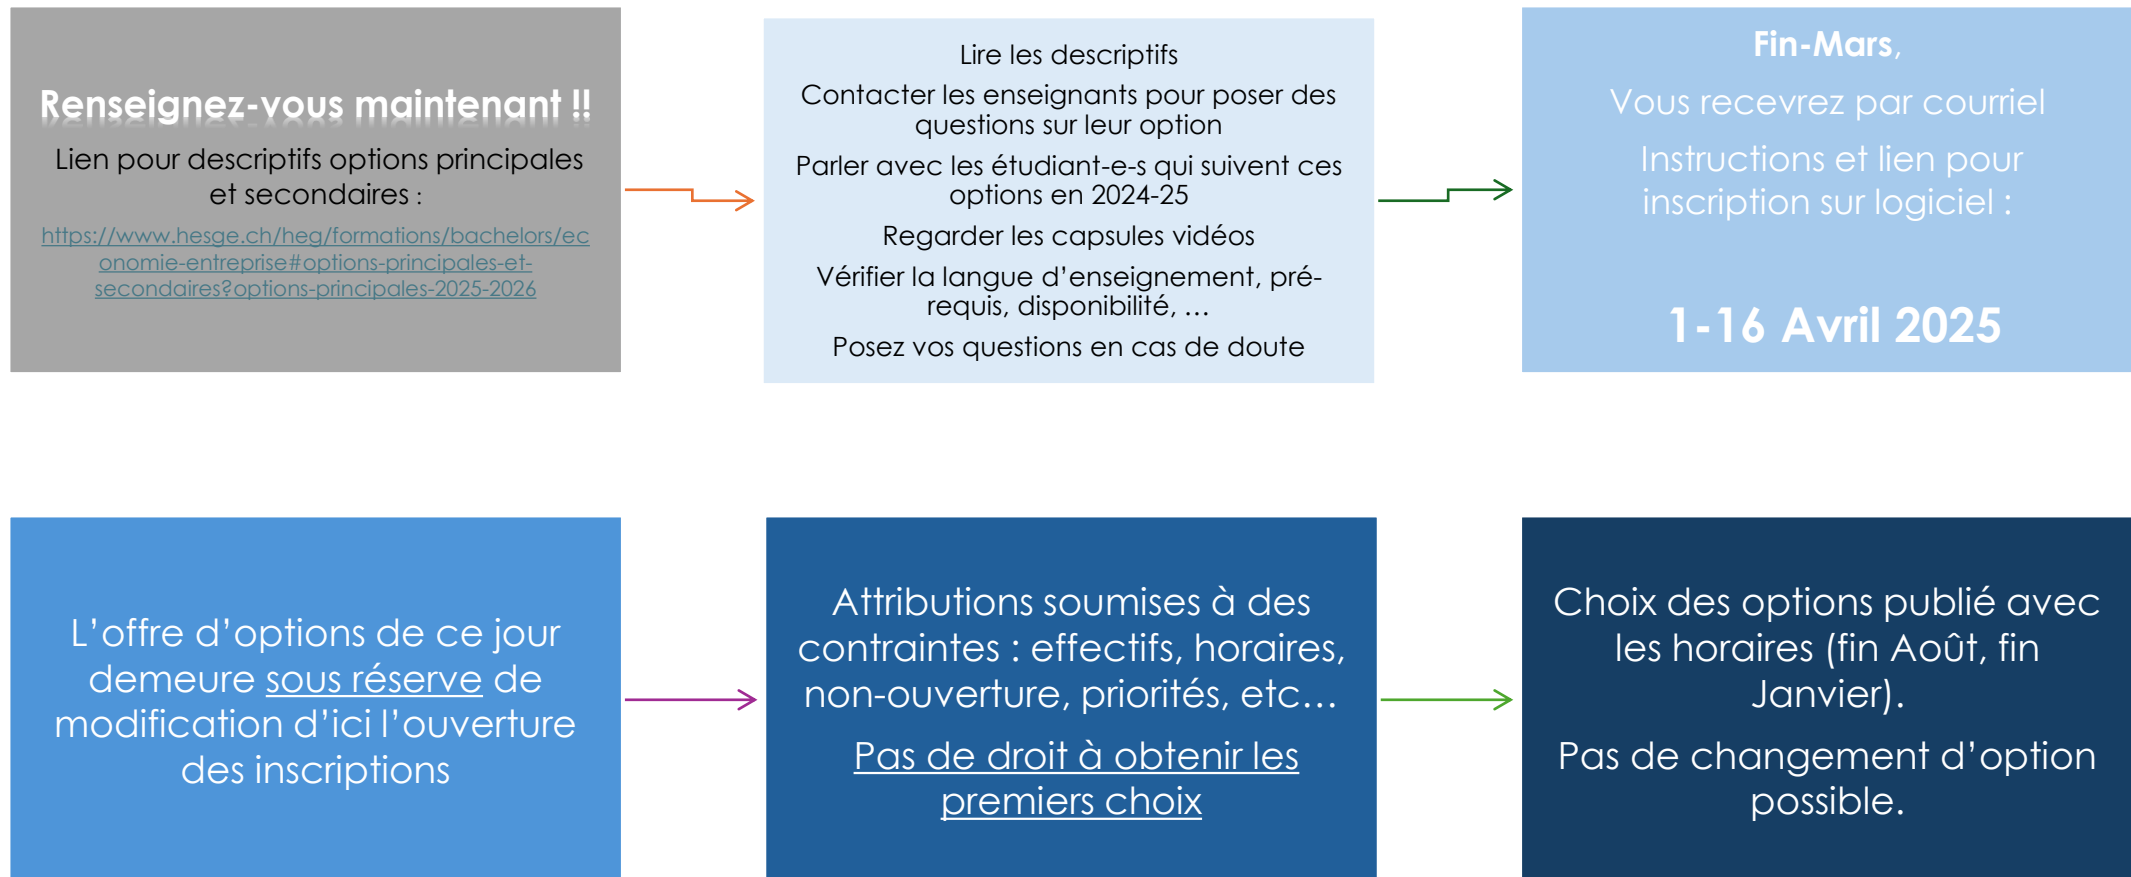 Renseignez-vous maintenant !!
Lien pour descriptifs options principales
et secondaires :
https://www.hesge.ch/heg/formations/bachelors/ec
onomie-entreprise#options-principales-et-
secondaires?options-principales-2025-2026
Lire les descriptifs
Contacter les enseignants pour poser des
questions sur leur option
Parler avec les étudiant-e-s qui suivent ces
options en 2024-25
Regarder les capsules vidéos
Vérifier la langue d’enseignement, pré-
requis, disponibilité, …
Posez vos questions en cas de doute
Fin-Mars,
Vous recevrez par courriel
Instructions et lien pour
inscription sur logiciel :
1-16 Avril 2025
L’offre d’options de ce jour
demeure sous réserve de
modification d’ici l’ouverture
des inscriptions
Attributions soumises à des
contraintes : effectifs, horaires,
non-ouverture, priorités, etc…
Pas de droit à obtenir les
premiers choix
Choix des options publié avec
les horaires (fin Août, fin
Janvier).
Pas de changement d’option
possible.